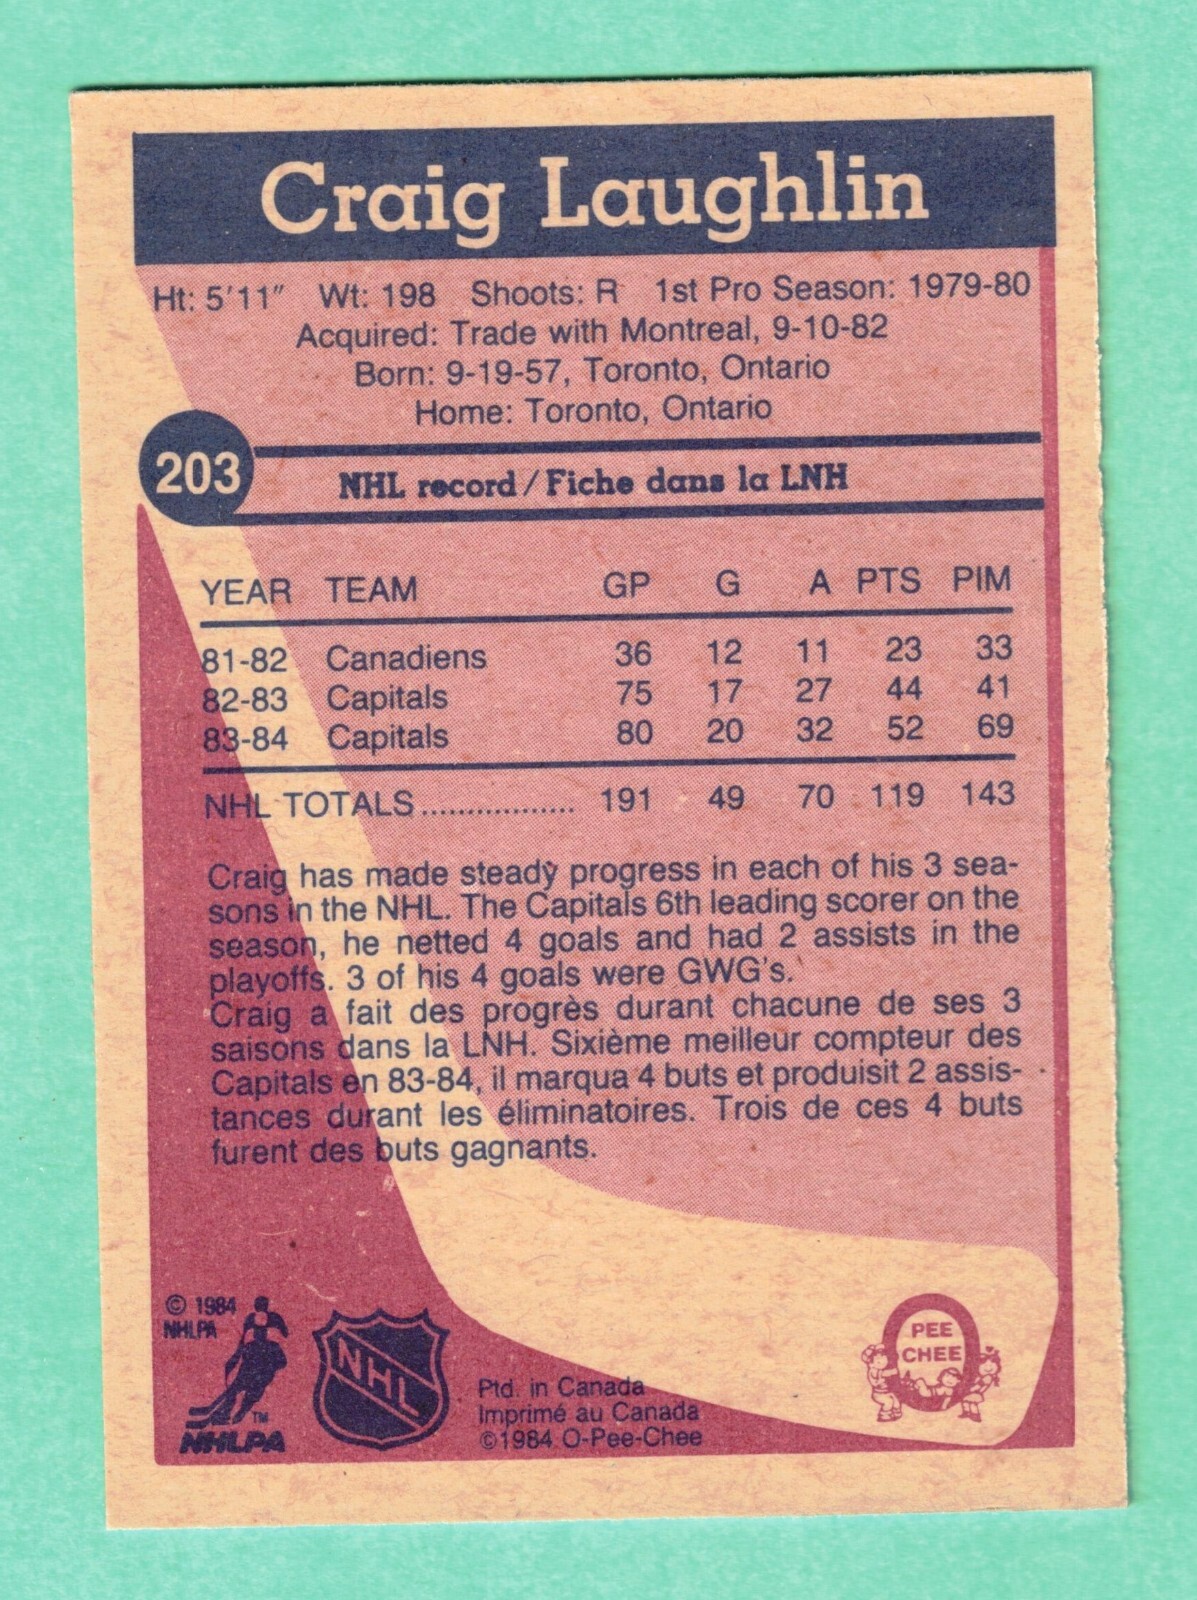 Craig Laughlin
Ht: 5'11" Wt: 198 Shoots: R 1st Pro Season: 1979-80
Acquired: Trade with Montreal, 9-10-82
Born: 9-19-57, Toronto, Ontario
Home: Toronto, Ontario
203
NHL record/Fiche dans la LNH
YEAR TEAM GP G A PTS PIM
81-82 Canadiens 36 12 11 23 33
82-83 Capitals 75 17 27 44 41
83-84 Capitals 80 20 32 52 69
NHL TOTALS................. 191 49 70 119 143
Craig has made steady progress in each of his 3 sea-
sons in the NHL. The Capitals 6th leading scorer on the
season, he netted 4 goals and had 2 assists in the
playoffs. 3 of his 4 goals were GWG's.
Craig a fait des progrès durant chacune de ses 3
saisons dans la LNH. Sixième meilleur compteur des
Capitals en 83-84, il marqua 4 buts et produisit 2 assis-
tances durant les éliminatoires. Trois de ces 4 buts
furent des buts gagnants.
© 1984
NHLPA
TM
NHLPA
NHL
Ptd. in Canada
Imprimé au Canada
©1984 O-Pee-Chee
O
PEE
CHEE